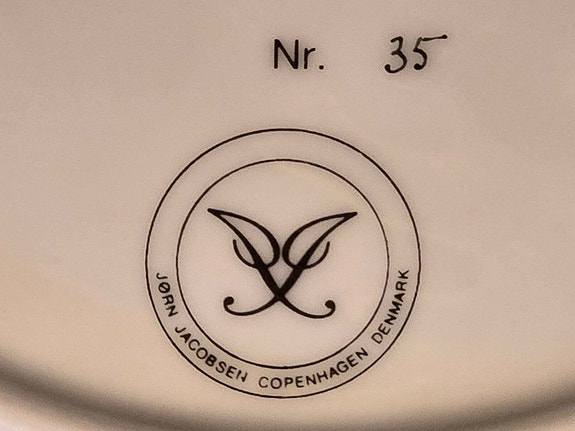 Nr. 35
JØRN JACOBSEN COPENHAGEN DENMARK